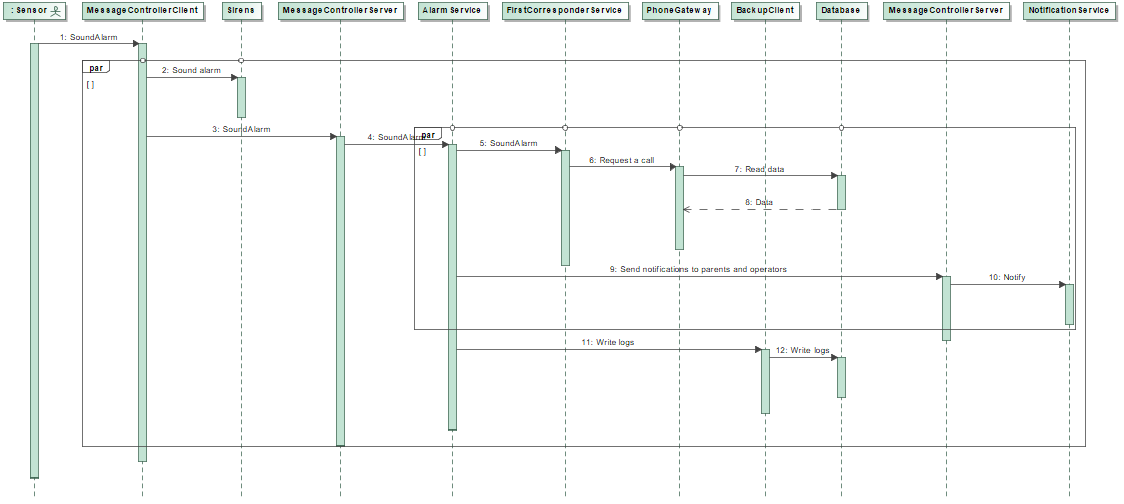 : Sensor
MessageControllerClient
Sirene
MessageControllerServer
Alarm Service
FirstCorresponderService
PhoneGateway
BackupClient
Database
MessageControllerServer
NotificationService
1: SoundAlarm
par
[ ]
2: Sound alarm
3: SoundAlarm
4: SoundAlarm
par
[ ]
5: SoundAlarm
6: Request a call
7: Read data
8: Data
9: Send notifications to parents and operators
10: Notify
11: Write logs
12: Write logs